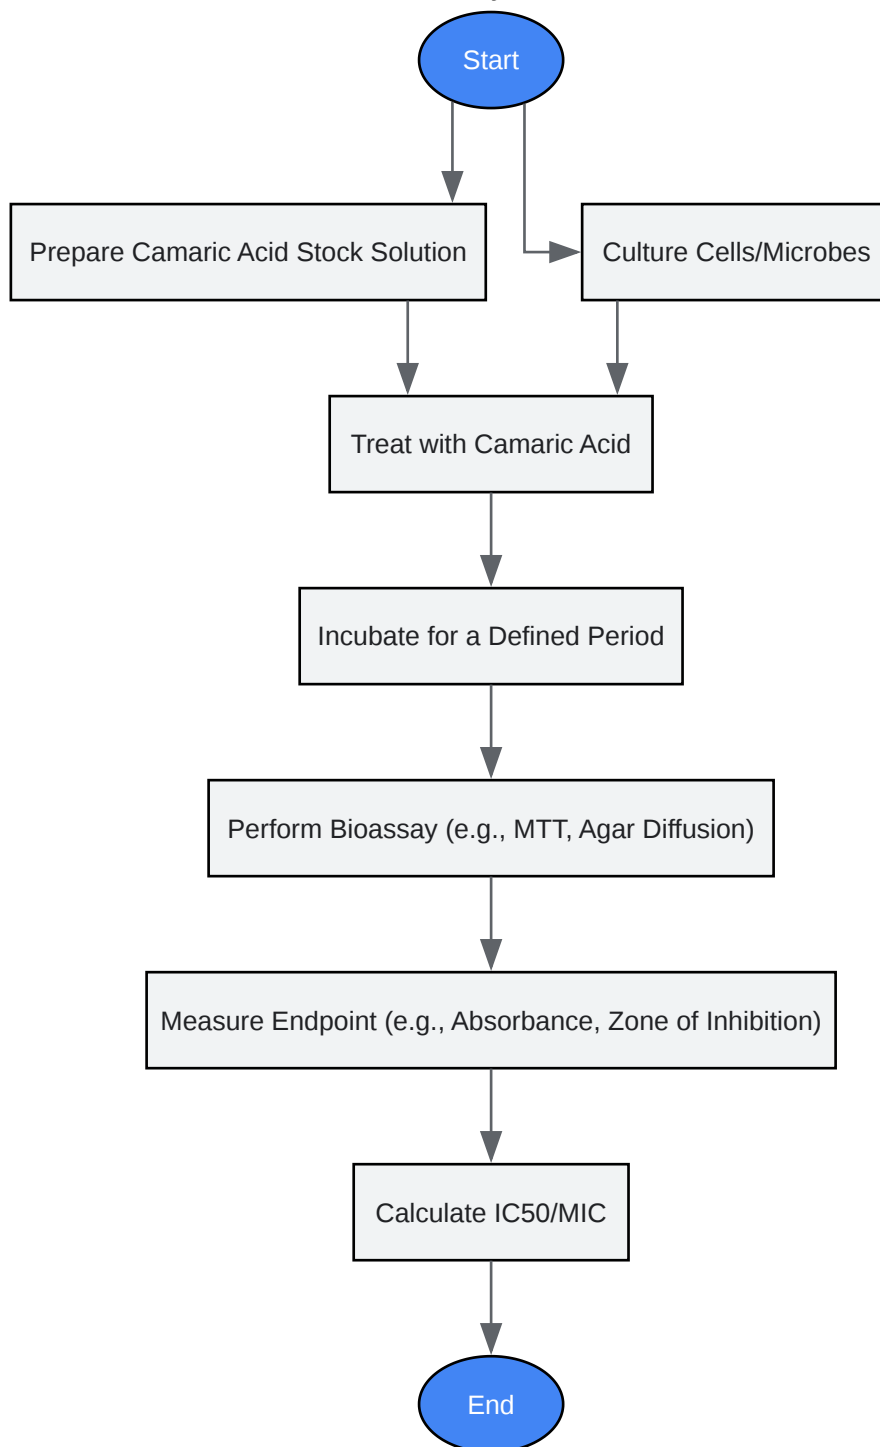 Start
Prepare Camaric Acid Stock Solution
Culture Cells/Microbes
Treat with Camaric Acid
Incubate for a Defined Period
Perform Bioassay (e.g., MTT, Agar Diffusion)
Measure Endpoint (e.g., Absorbance, Zone of Inhibition)
Calculate IC50/MIC
End